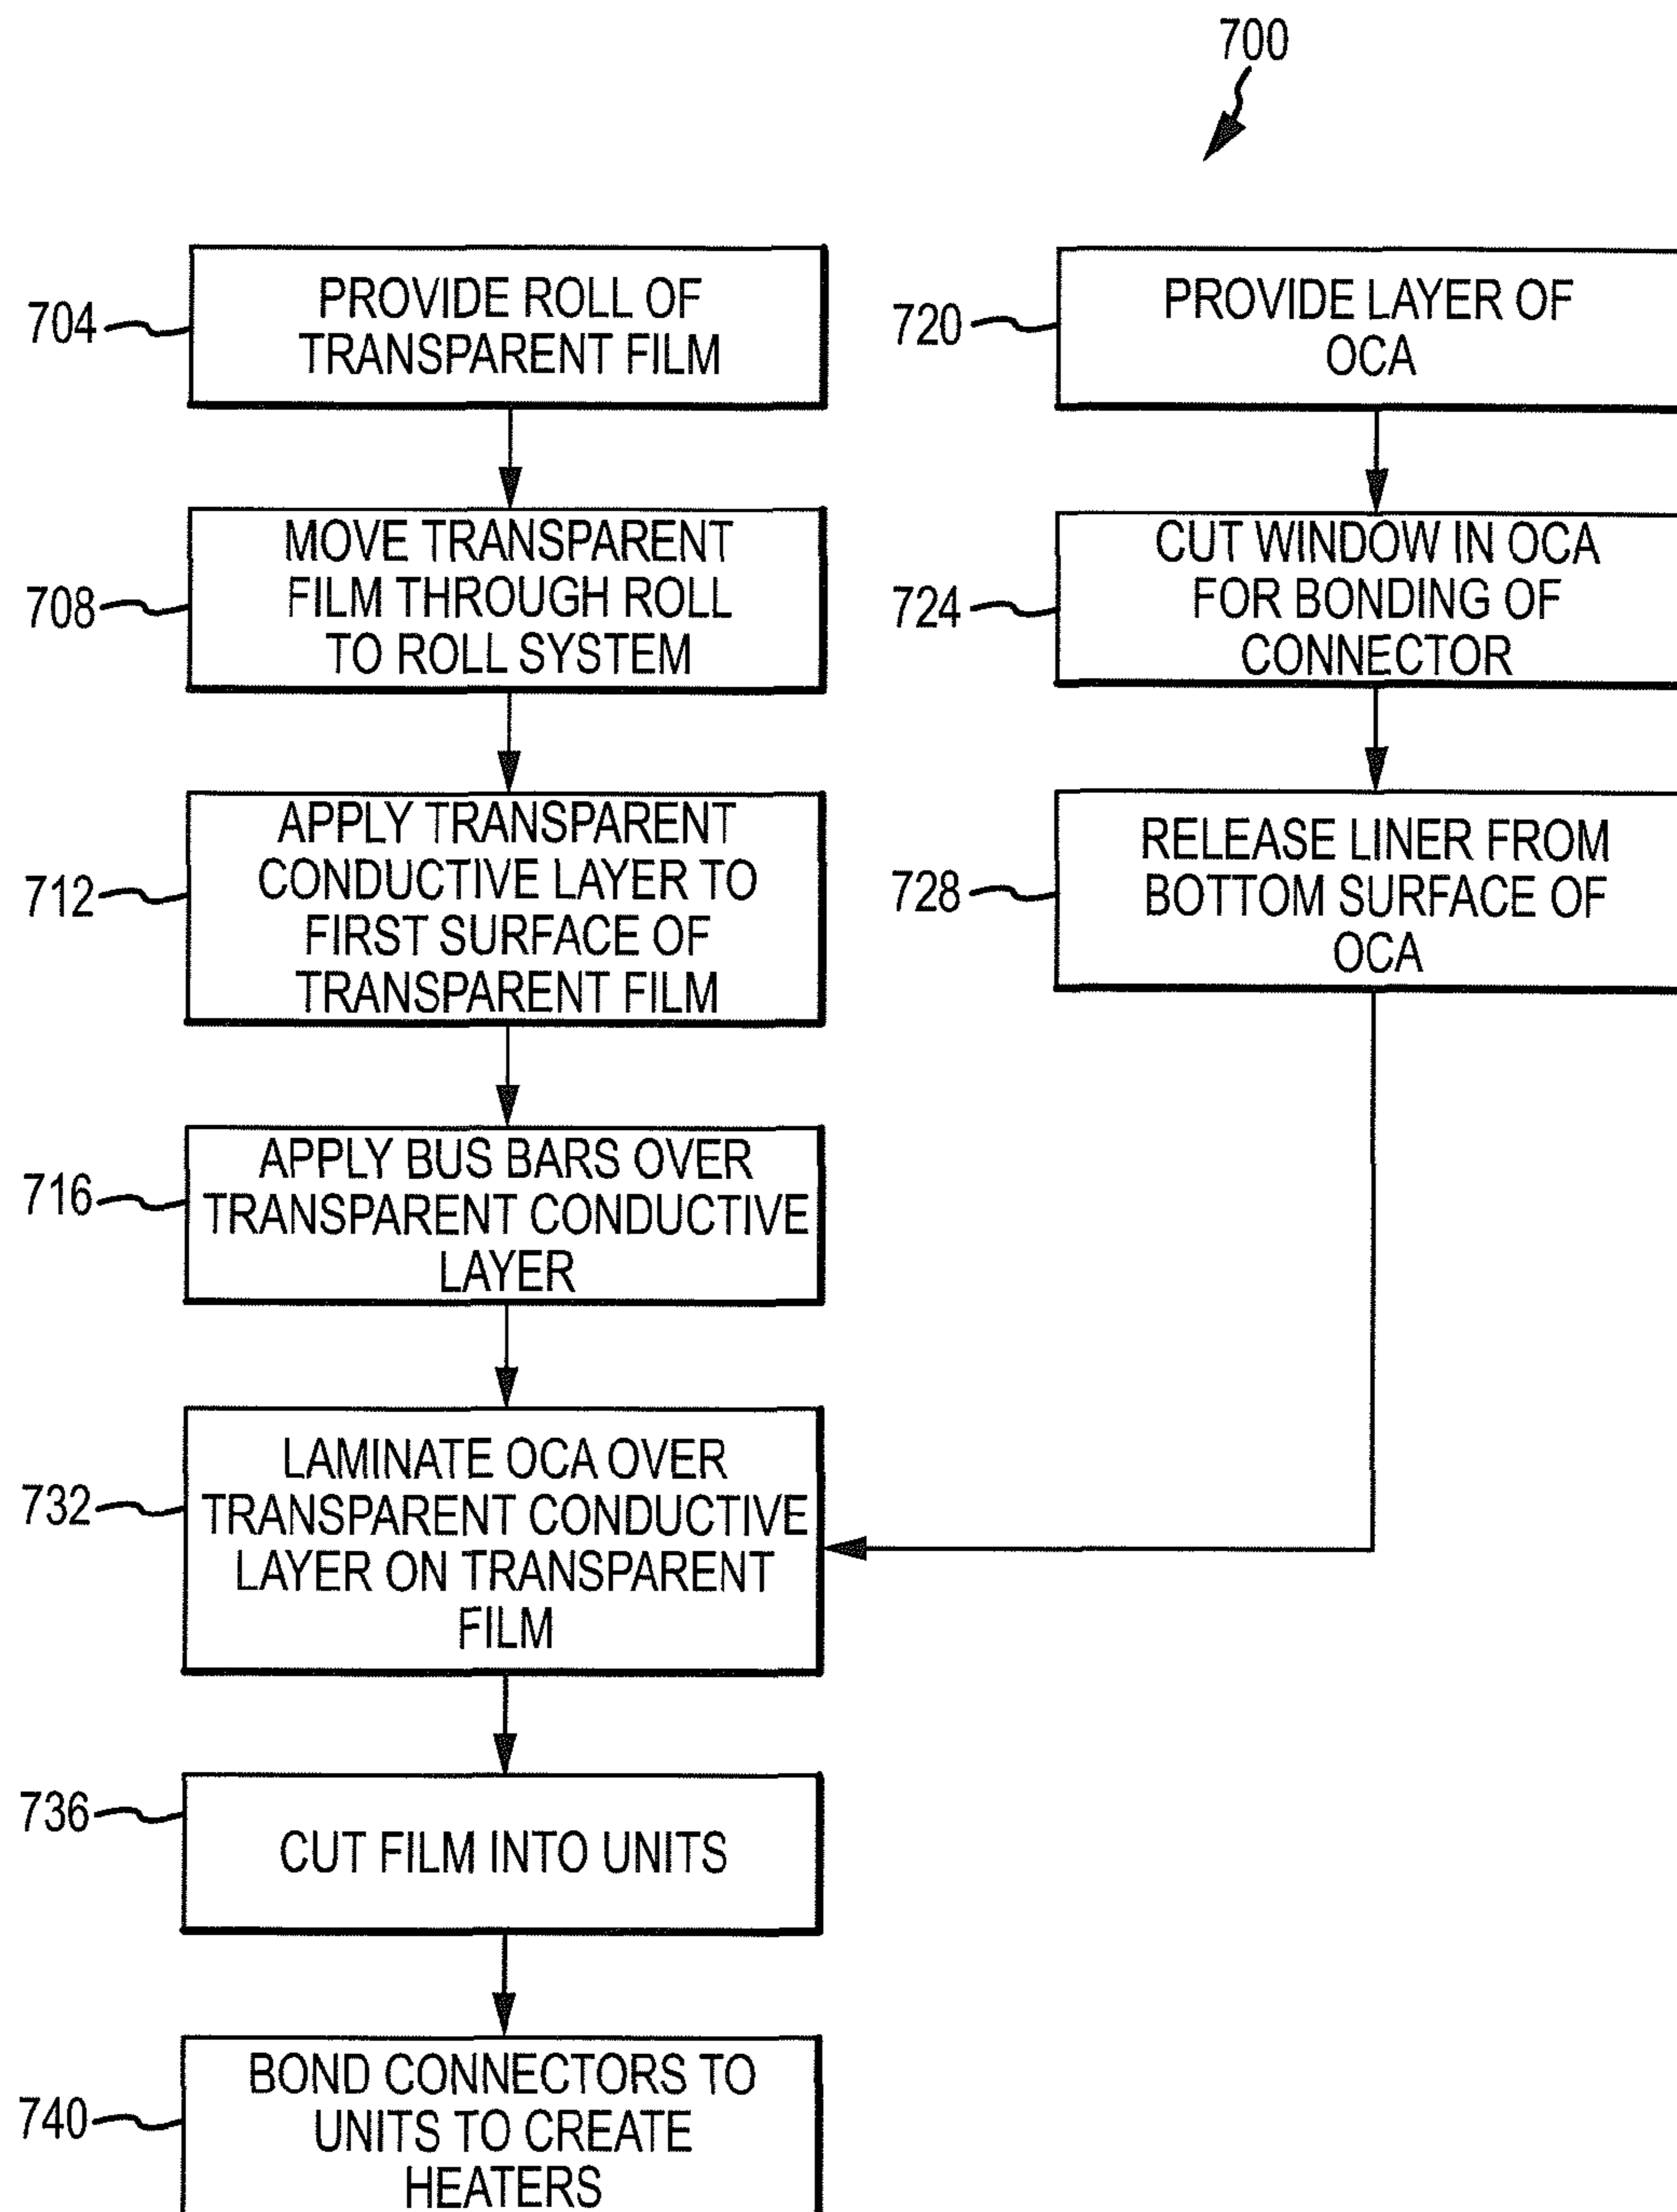 700
704
PROVIDE ROLL OF
TRANSPARENT FILM
708
MOVE TRANSPARENT
FILM THROUGH ROLL
TO ROLL SYSTEM
712
APPLY TRANSPARENT
CONDUCTIVE LAYER TO
FIRST SURFACE OF
TRANSPARENT FILM
716
APPLY BUS BARS OVER
TRANSPARENT CONDUCTIVE
LAYER
720
PROVIDE LAYER OF
OCA
724
CUT WINDOW IN OCA
FOR BONDING OF
CONNECTOR
728
RELEASE LINER FROM
BOTTOM SURFACE OF
OCA
732
LAMINATE OCA OVER
TRANSPARENT CONDUCTIVE
LAYER ON TRANSPARENT
FILM
736
CUT FILM INTO UNITS
740
BOND CONNECTORS TO
UNITS TO CREATE
HEATERS